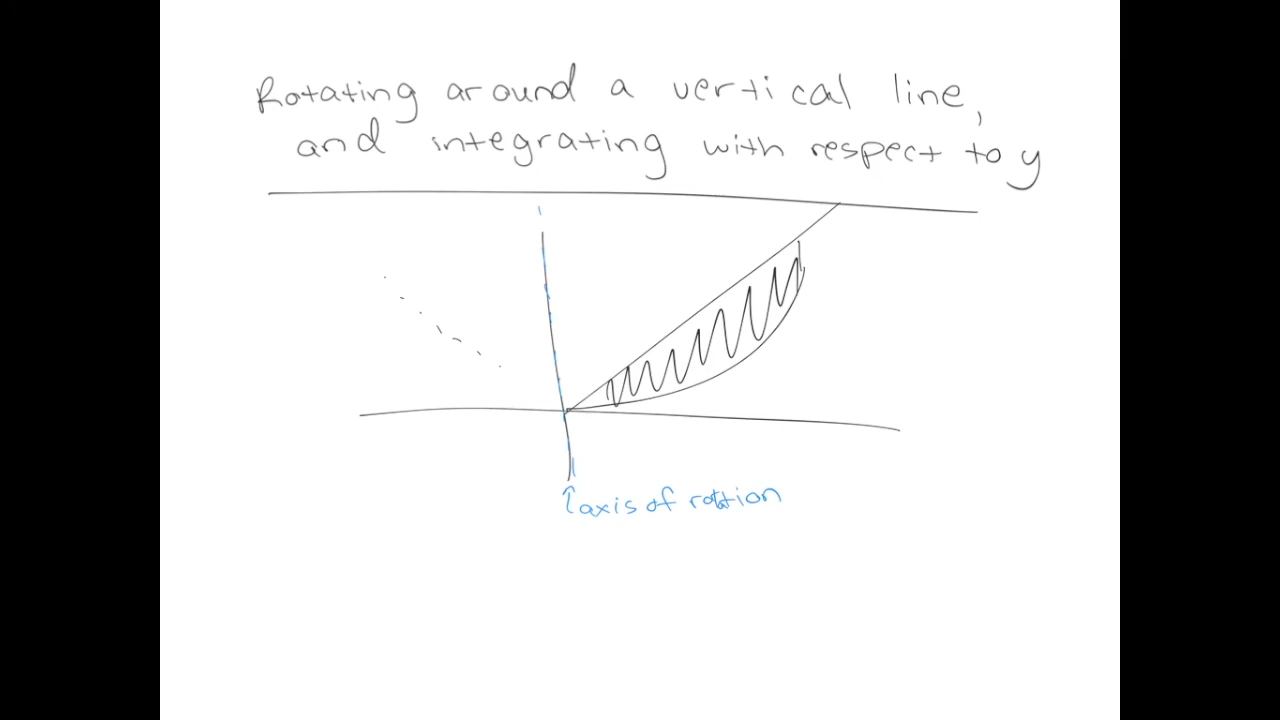 Rotating around a vertical line,
and integrating with respect to y
axis of rotation